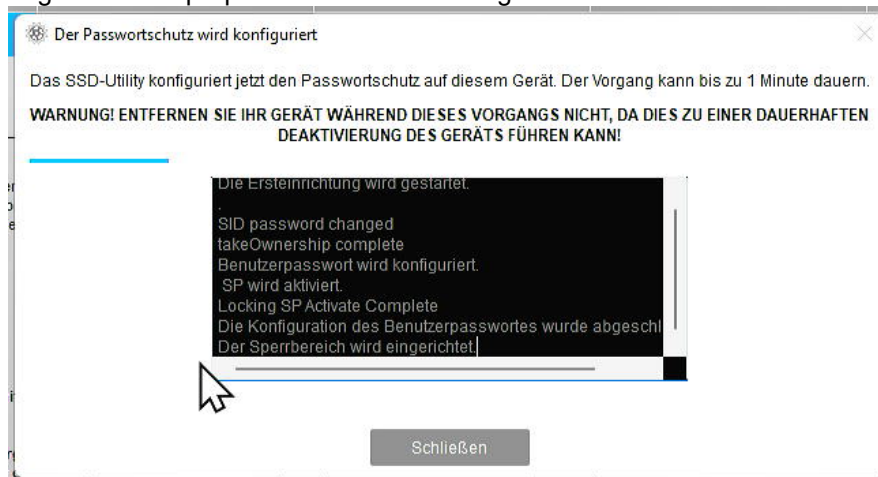 Der Passwortschutz wird konfiguriert
Das SSD-Utility konfiguriert jetzt den Passwortschutz auf diesem Gerät. Der Vorgang kann bis zu 1 Minute dauern.
WARNUNG! ENTFERNEN SIE IHR GERÄT WÄHREND DIESES VORGANGS NICHT, DA DIES ZU EINER DAUERHAFTEN
DEAKTIVIERUNG DES GERÄTS FÜHREN KANN!
Die Ersteinrichtung wird gestartet.
.
SID password changed
takeOwnership complete
Benutzerpasswort wird konfiguriert.
SP wird aktiviert.
Locking SP Activate Complete
Die Konfiguration des Benutzerpasswortes wurde abgeschl
Der Sperrbereich wird eingerichtet.
Schließen